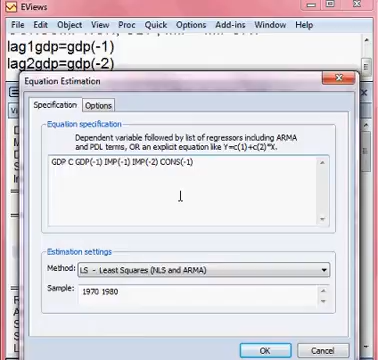 EViews
File Edit Object View Proc Quick Options Add-ins Window
lag1gdp=gdp(-1)
lag2gdp=gdp(-2)
Equation Estimation
Specification Options
Equation specification
Dependent variable followed by list of regressors including ARMA
and PDL terms, OR an explicit equation like Y=c(1)+c(2)*X.
GDP C GDP(-1) IMP(-1) IMP(-2) CONS(-1)
Estimation settings
Method: LS - Least Squares (NLS and ARMA)
Sample: 1970 1980
OK Cancel